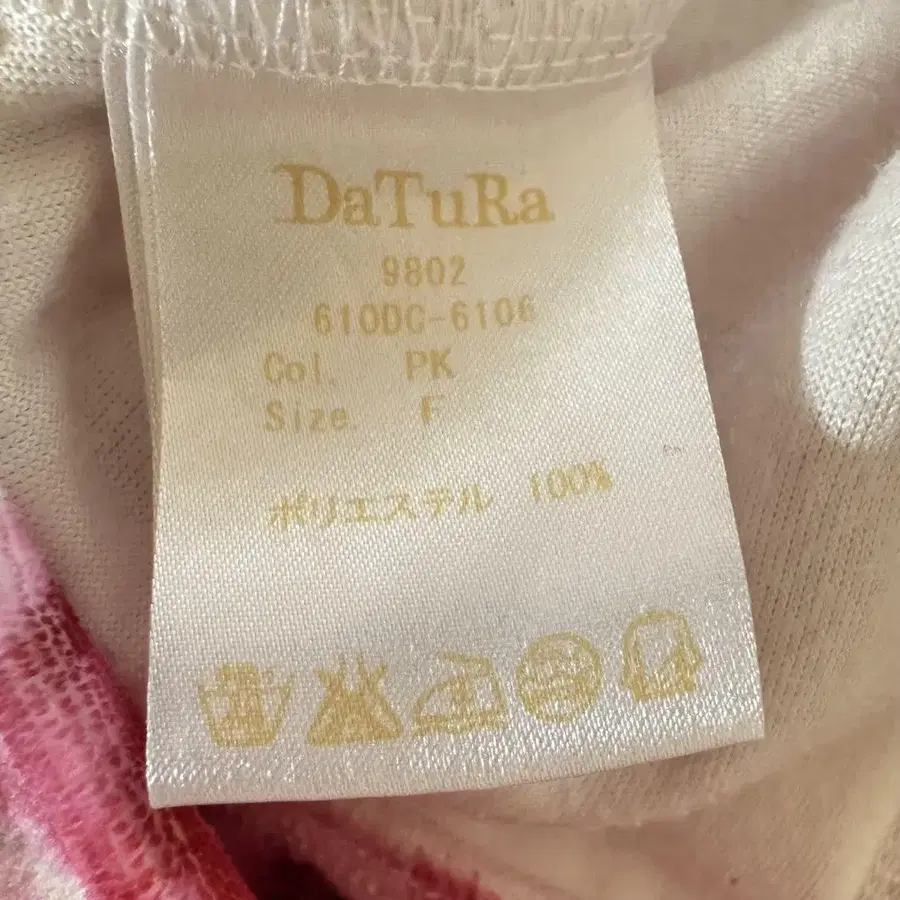 DaTuRa
9802
610DC-6106
Col. PK
Size. F
ポリエステル 100%